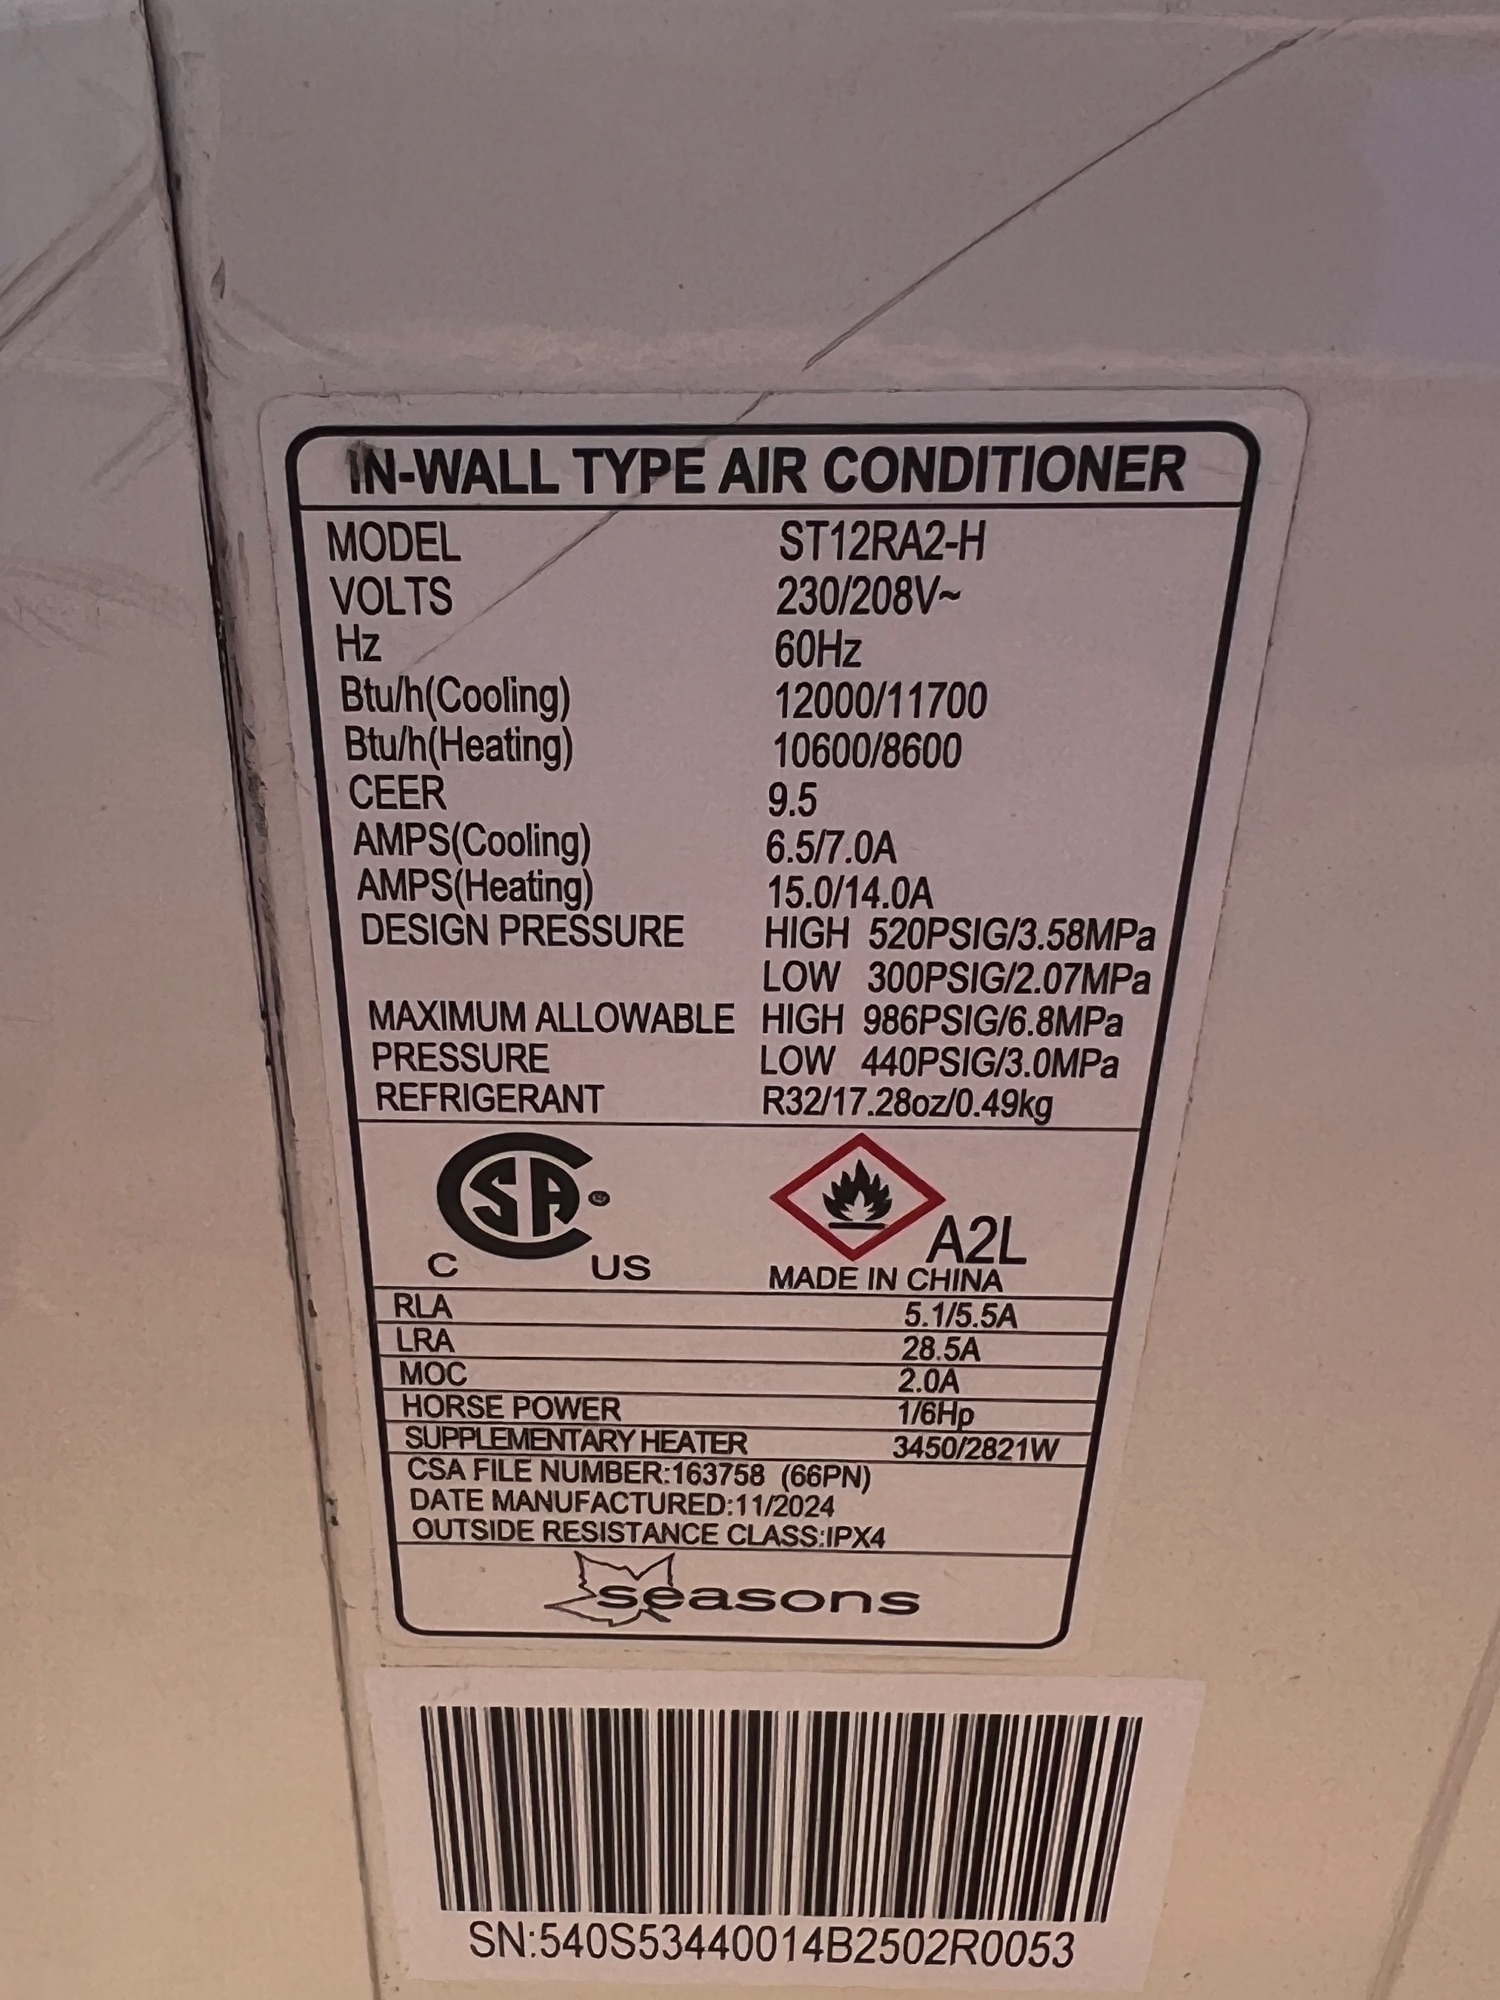 IN-WALL TYPE AIR CONDITIONER
MODEL ST12RA2-H
VOLTS 230/208V~
Hz 60Hz
Btu/h(Cooling) 12000/11700
Btu/h(Heating) 10600/8600
CEER 9.5
AMPS(Cooling) 6.5/7.0A
AMPS(Heating) 15.0/14.0A
DESIGN PRESSURE HIGH 520PSIG/3.58MPa
LOW 300PSIG/2.07MPa
MAXIMUM ALLOWABLE HIGH 986PSIG/6.8MPa
PRESSURE LOW 440PSIG/3.0MPa
REFRIGERANT R32/17.28oz/0.49kg
CSA ®
C US
A2L
MADE IN CHINA
RLA 5.1/5.5A
LRA 28.5A
MOC 2.0A
HORSE POWER 1/6Hp
SUPPLEMENTARY HEATER 3450/2821W
CSA FILE NUMBER:163758 (66PN)
DATE MANUFACTURED:11/2024
OUTSIDE RESISTANCE CLASS:IPX4
seasons
SN:540S53440014B2502R0053